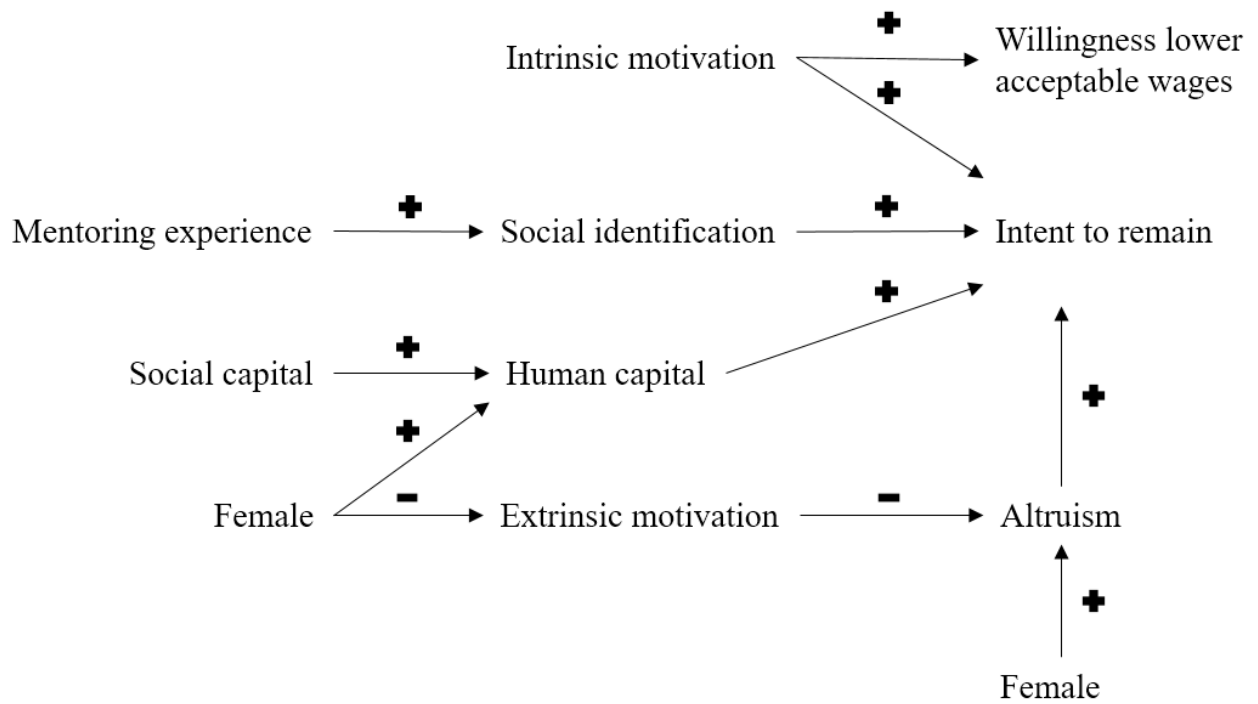 Intrinsic motivation
Willingness lower
acceptable wages
Mentoring experience
Social identification
Intent to remain
Social capital
Human capital
Female
Extrinsic motivation
Altruism
Female